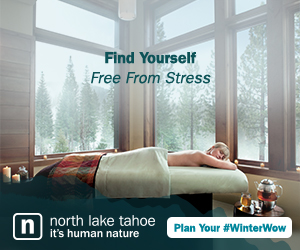 Find Yourself
Free From Stress
n
north lake tahoe
it's human nature
Plan Your #WinterWow